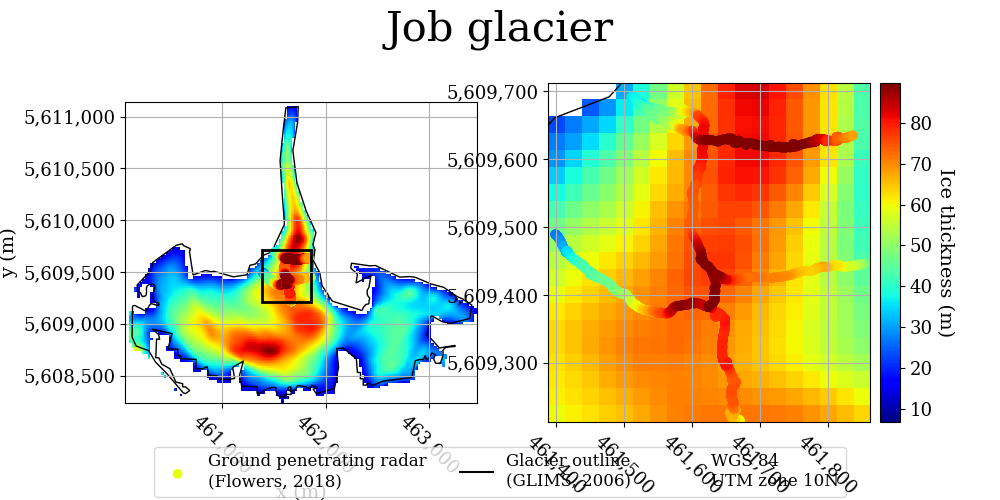 Job glacier
5,611,000
5,610,500
5,610,000
5,609,500
5,609,000
5,608,500
y (m)
461,000
462,000
463,000
x (m)
5,609,700
5,609,600
5,609,500
5,609,400
5,609,300
461,400
461,500
461,600
461,700
461,800
80
70
60
50
40
30
20
10
Ice thickness (m)
Ground penetrating radar
(Flowers, 2018)
Glacier outline
(GLIMS, 2006)
WGS 84
UTM zone 10N